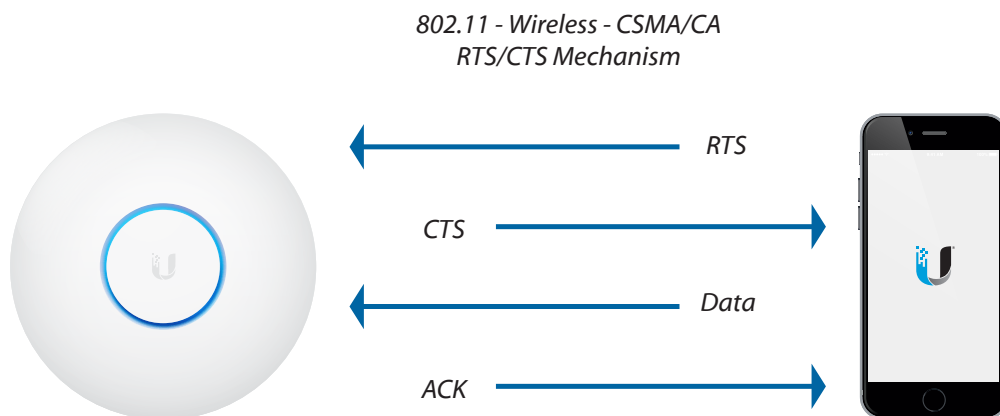 802.11 - Wireless - CSMA/CA
RTS/CTS Mechanism
RTS
CTS
Data
ACK